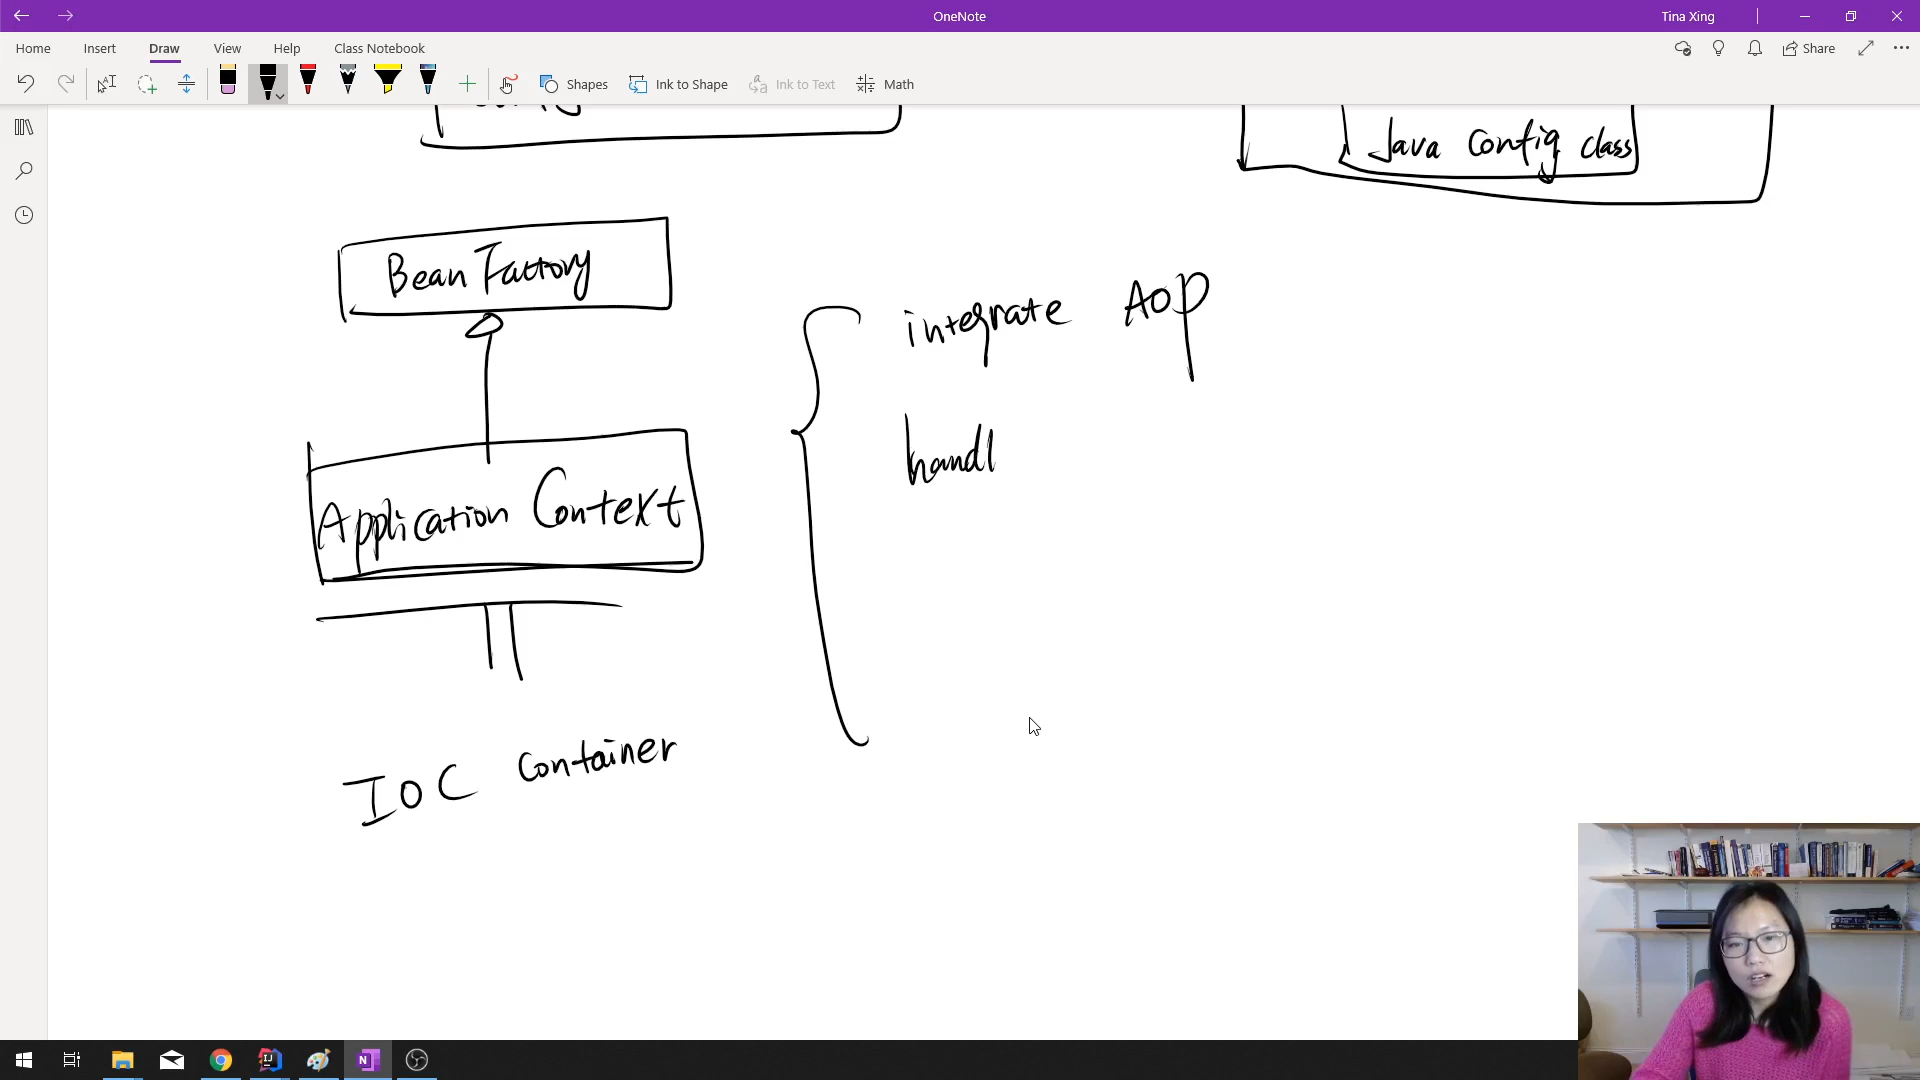 OneNote
Tina Xing
Home Insert Draw View Help Class Notebook
Share
Shapes Ink to Shape Ink to Text Math
Java Config class
Bean Factory
integrate AOP
handl
Application Context
IOC Container